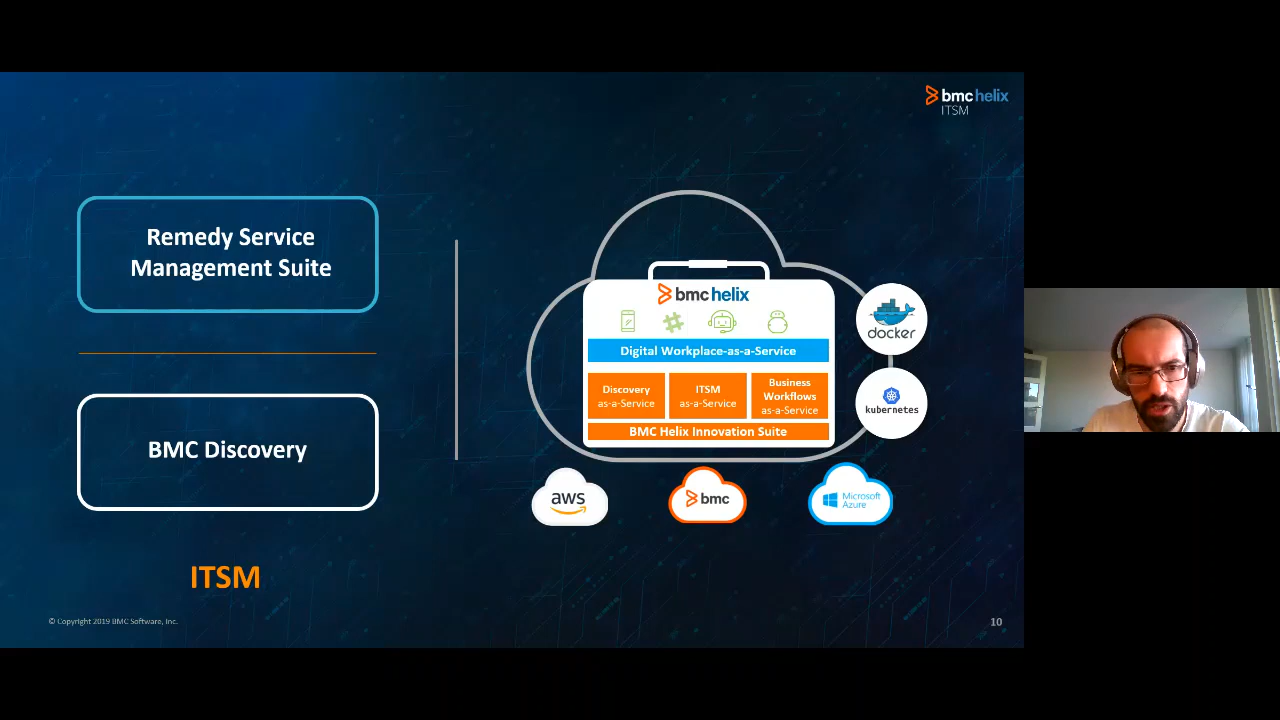 bmc helix
ITSM
Remedy Service
Management Suite
BMC Discovery
ITSM
bmc helix
Digital Workplace-as-a-Service
Discovery
as-a-Service
ITSM
as-a-Service
Business
Workflows
as-a-Service
BMC Helix Innovation Suite
docker
kubernetes
aws
bmc
Microsoft
Azure
© Copyright 2019 BMC Software, Inc.
10